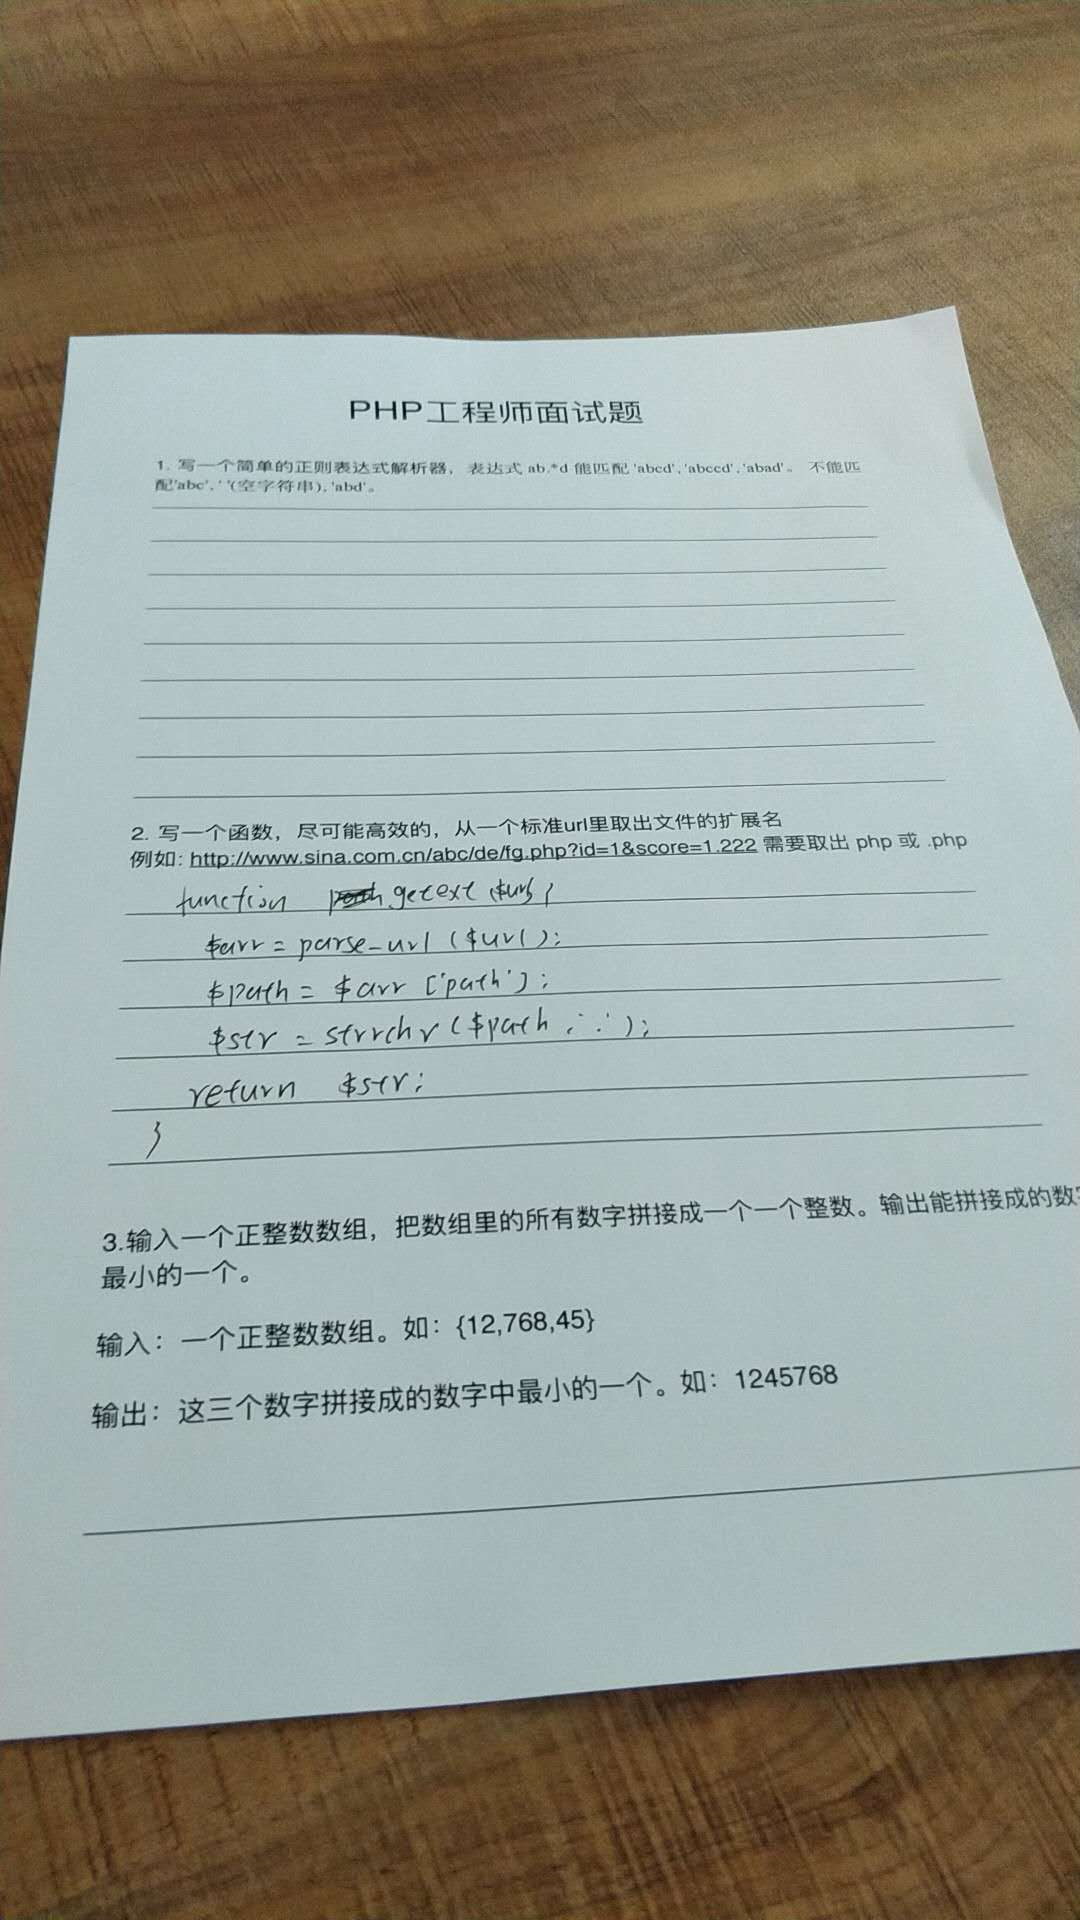 PHP工程师面试题
1. 写一个简单的正则表达式解析器，表达式 ab.*d 能匹配 'abcd', 'abccd', 'abad'。 不能匹
配'abc', ' '(空字符串), 'abd'。
2. 写一个函数，尽可能高效的，从一个标准url里取出文件的扩展名
例如: http://www.sina.com.cn/abc/de/fg.php?id=1&score=1.222 需要取出 php 或 .php
function getext ($url) {
$arr = parse_url ($url);
$path = $arr ['path'];
$str = strrchr ($path, '.');
return $str;
}
3.输入一个正整数数组，把数组里的所有数字拼接成一个一个整数。输出能拼接成的数
最小的一个。
输入：一个正整数数组。如：{12,768,45}
输出：这三个数字拼接成的数字中最小的一个。如：1245768